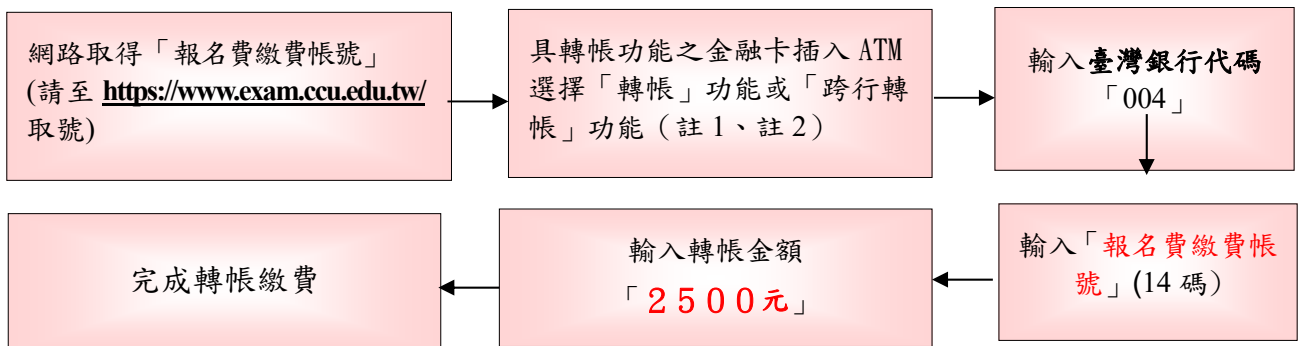 網路取得「報名費繳費帳號」
(請至 https://www.exam.ccu.edu.tw/
取號)
具轉帳功能之金融卡插入 ATM
選擇「轉帳」功能或「跨行轉
帳」功能（註 1、註 2）
輸入臺灣銀行代碼
「004」
輸入「報名費繳費帳
號」(14 碼）
輸入轉帳金額
「２５００元」
完成轉帳繳費